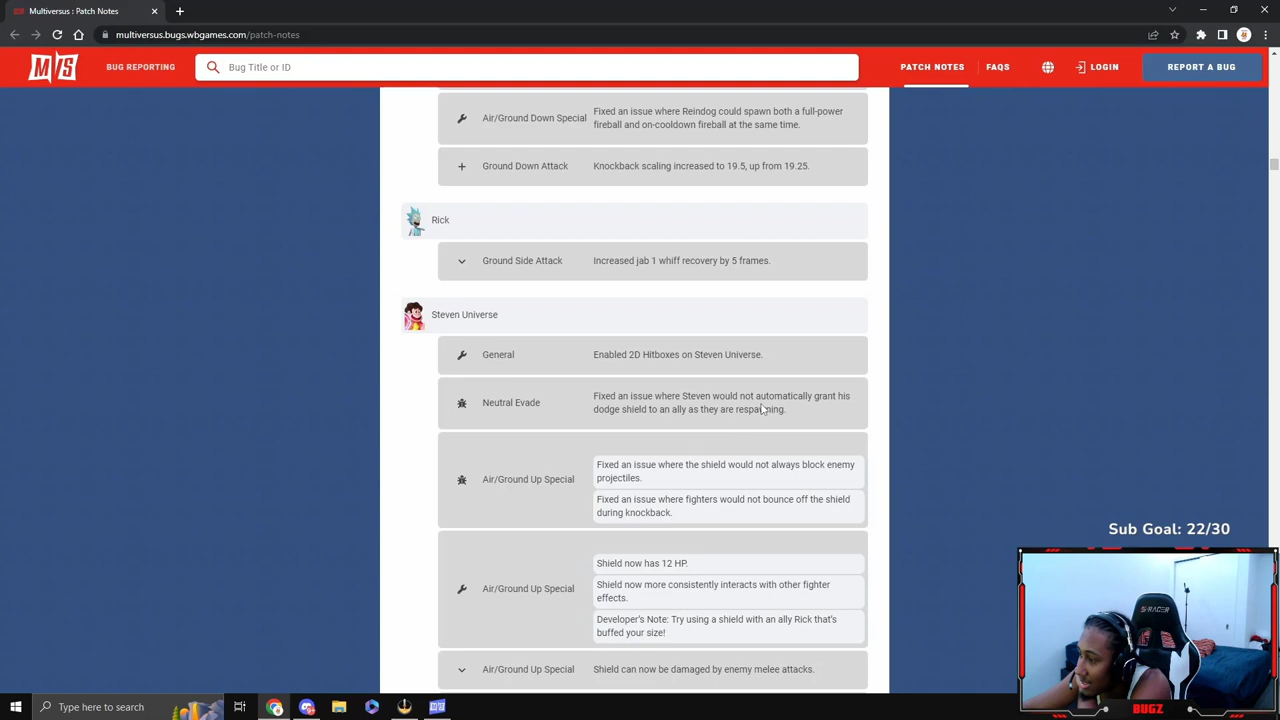 Multiversus : Patch Notes
multiversus.bugs.wbgames.com/patch-notes
M/S
BUG REPORTING
Bug Title or ID
PATCH NOTES
FAQS
LOGIN
REPORT A BUG
Air/Ground Down Special
Fixed an issue where Reindog could spawn both a full-power
fireball and on-cooldown fireball at the same time.
Ground Down Attack
Knockback scaling increased to 19.5, up from 19.25.
Rick
Ground Side Attack
Increased jab 1 whiff recovery by 5 frames.
Steven Universe
General
Enabled 2D Hitboxes on Steven Universe.
Neutral Evade
Fixed an issue where Steven would not automatically grant his
dodge shield to an ally as they are respawning.
Air/Ground Up Special
Fixed an issue where the shield would not always block enemy
projectiles.
Fixed an issue where fighters would not bounce off the shield
during knockback.
Air/Ground Up Special
Shield now has 12 HP.
Shield now more consistently interacts with other fighter
effects.
Developer's Note: Try using a shield with an ally Rick that's
buffed your size!
Air/Ground Up Special
Shield can now be damaged by enemy melee attacks.
Sub Goal: 22/30
BUGZ
Type here to search